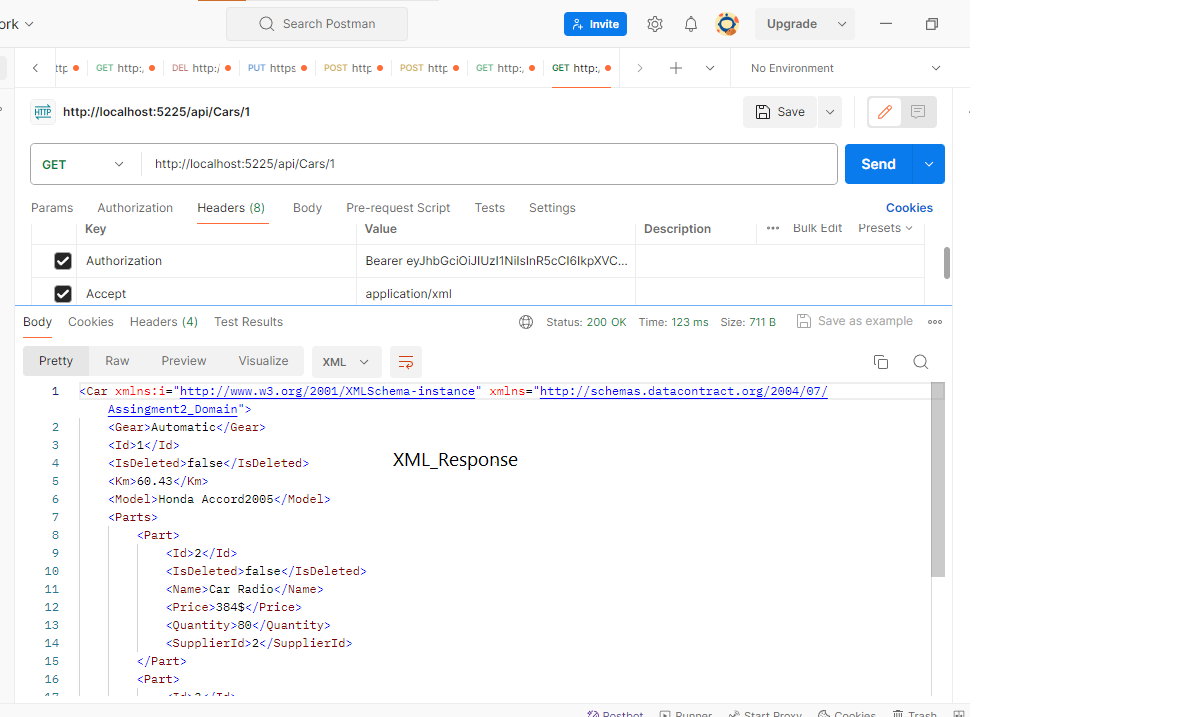 ork
Search Postman
Invite
Upgrade
GET http:,
DEL http:/
PUT https
POST http
POST http
GET http:,
GET http:,
No Environment
HTTP http://localhost:5225/api/Cars/1
Save
GET http://localhost:5225/api/Cars/1
Send
Params Authorization Headers (8) Body Pre-request Script Tests Settings Cookies
Key Value Description Bulk Edit Presets
Authorization Bearer eyJhbGciOiJIUzI1NiIsInR5cCI6IkpXVC...
Accept application/xml
Body Cookies Headers (4) Test Results Status: 200 OK Time: 123 ms Size: 711 B Save as example
Pretty Raw Preview Visualize XML
1 <Car xmlns:i="http://www.w3.org/2001/XMLSchema-instance" xmlns="http://schemas.datacontract.org/2004/07/
Assingment2_Domain">
2 <Gear>Automatic</Gear>
3 <Id>1</Id>
4 <IsDeleted>false</IsDeleted>
XML_Response
5 <Km>60.43</Km>
6 <Model>Honda Accord2005</Model>
7 <Parts>
8 <Part>
9 <Id>2</Id>
10 <IsDeleted>false</IsDeleted>
11 <Name>Car Radio</Name>
12 <Price>384$</Price>
13 <Quantity>80</Quantity>
14 <SupplierId>2</SupplierId>
15 </Part>
16 <Part>
Postbot Runner Start Proxy Cookies Trash